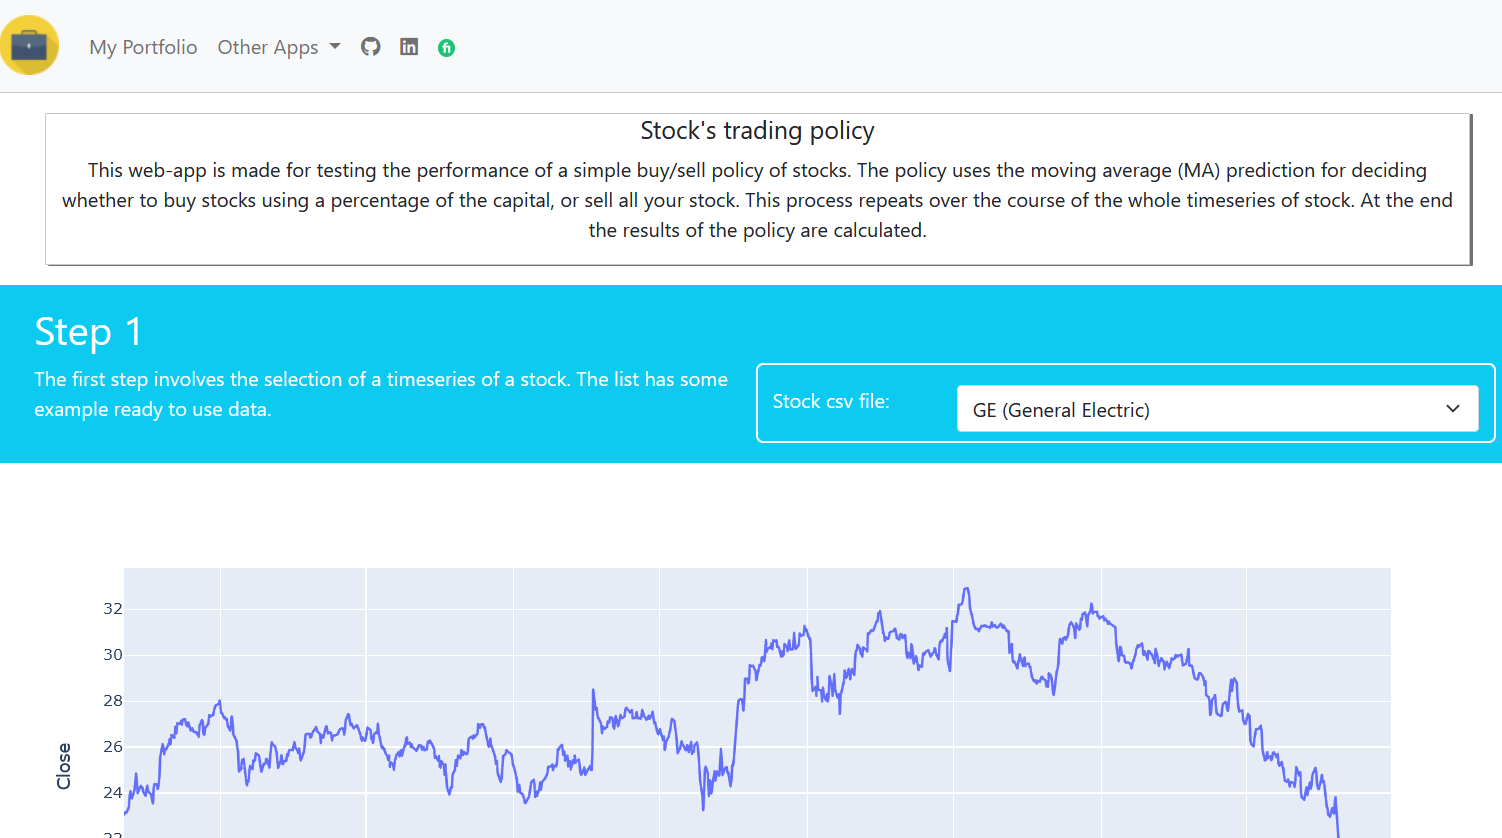 My Portfolio Other Apps
Stock's trading policy
This web-app is made for testing the performance of a simple buy/sell policy of stocks. The policy uses the moving average (MA) prediction for deciding
whether to buy stocks using a percentage of the capital, or sell all your stock. This process repeats over the course of the whole timeseries of stock. At the end
the results of the policy are calculated.
Step 1
The first step involves the selection of a timeseries of a stock. The list has some
example ready to use data.
Stock csv file:
GE (General Electric)
32
30
28
26
Close
24
22